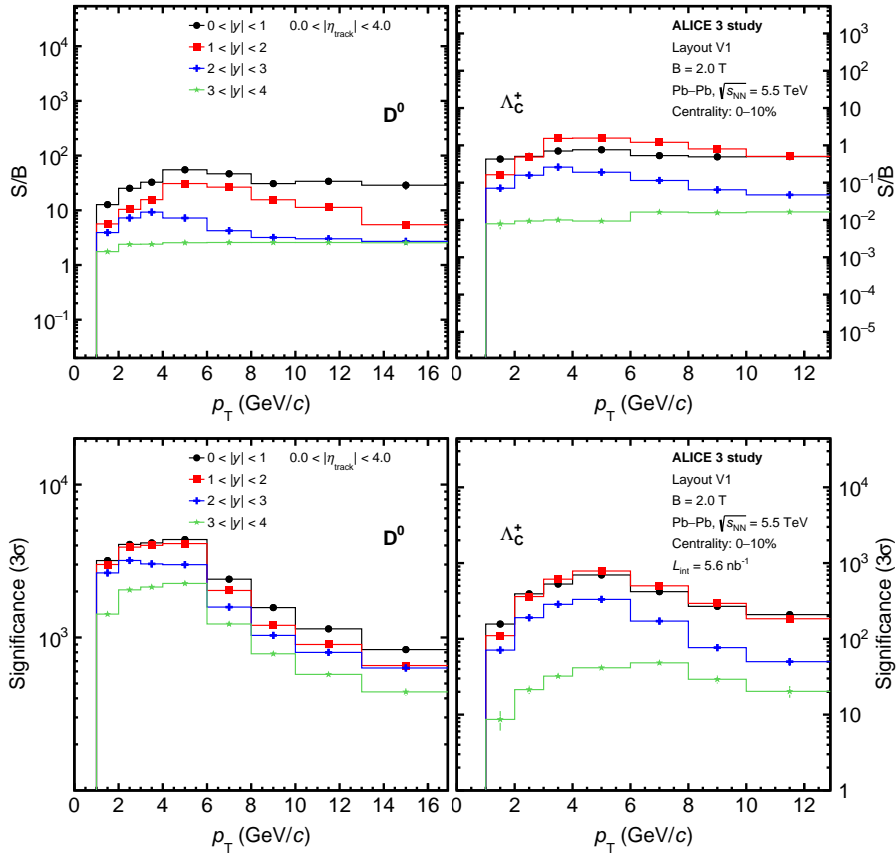 0 < |y| < 1
0.0 < |η_track| < 4.0
1 < |y| < 2
2 < |y| < 3
3 < |y| < 4
D⁰
S/B
10⁴
10³
10²
10
1
10⁻¹
0 2 4 6 8 10 12 14 16
p_T (GeV/c)
ALICE 3 study
Layout V1
B = 2.0 T
Pb–Pb, √s_NN = 5.5 TeV
Centrality: 0–10%
Λ_c⁺
S/B
10³
10²
10
1
10⁻¹
10⁻²
10⁻³
10⁻⁴
10⁻⁵
0 2 4 6 8 10 12
p_T (GeV/c)
0 < |y| < 1
0.0 < |η_track| < 4.0
1 < |y| < 2
2 < |y| < 3
3 < |y| < 4
D⁰
Significance (3σ)
10³
0 2 4 6 8 10 12 14 16
p_T (GeV/c)
ALICE 3 study
Layout V1
B = 2.0 T
Pb–Pb, √s_NN = 5.5 TeV
Centrality: 0–10%
L_int = 5.6 nb⁻¹
Λ_c⁺
Significance (3σ)
10⁴
10³
10²
10
1
0 2 4 6 8 10 12
p_T (GeV/c)